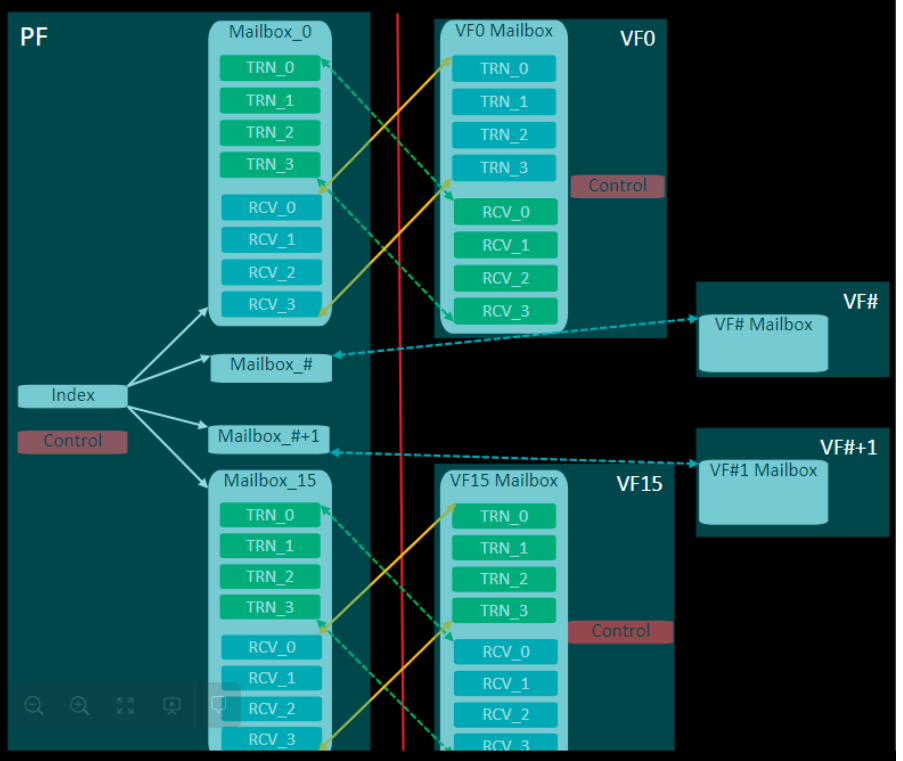 PF
Mailbox_0
TRN_0
TRN_1
TRN_2
TRN_3
RCV_0
RCV_1
RCV_2
RCV_3
Mailbox_#
Index
Control
Mailbox_#+1
Mailbox_15
TRN_0
TRN_1
TRN_2
TRN_3
RCV_0
RCV_1
RCV_2
RCV_3
VF0 Mailbox
VF0
TRN_0
TRN_1
TRN_2
TRN_3
Control
RCV_0
RCV_1
RCV_2
RCV_3
VF15 Mailbox
VF15
TRN_0
TRN_1
TRN_2
TRN_3
Control
RCV_0
RCV_1
RCV_2
RCV_3
VF#
VF# Mailbox
VF#+1
VF#1 Mailbox